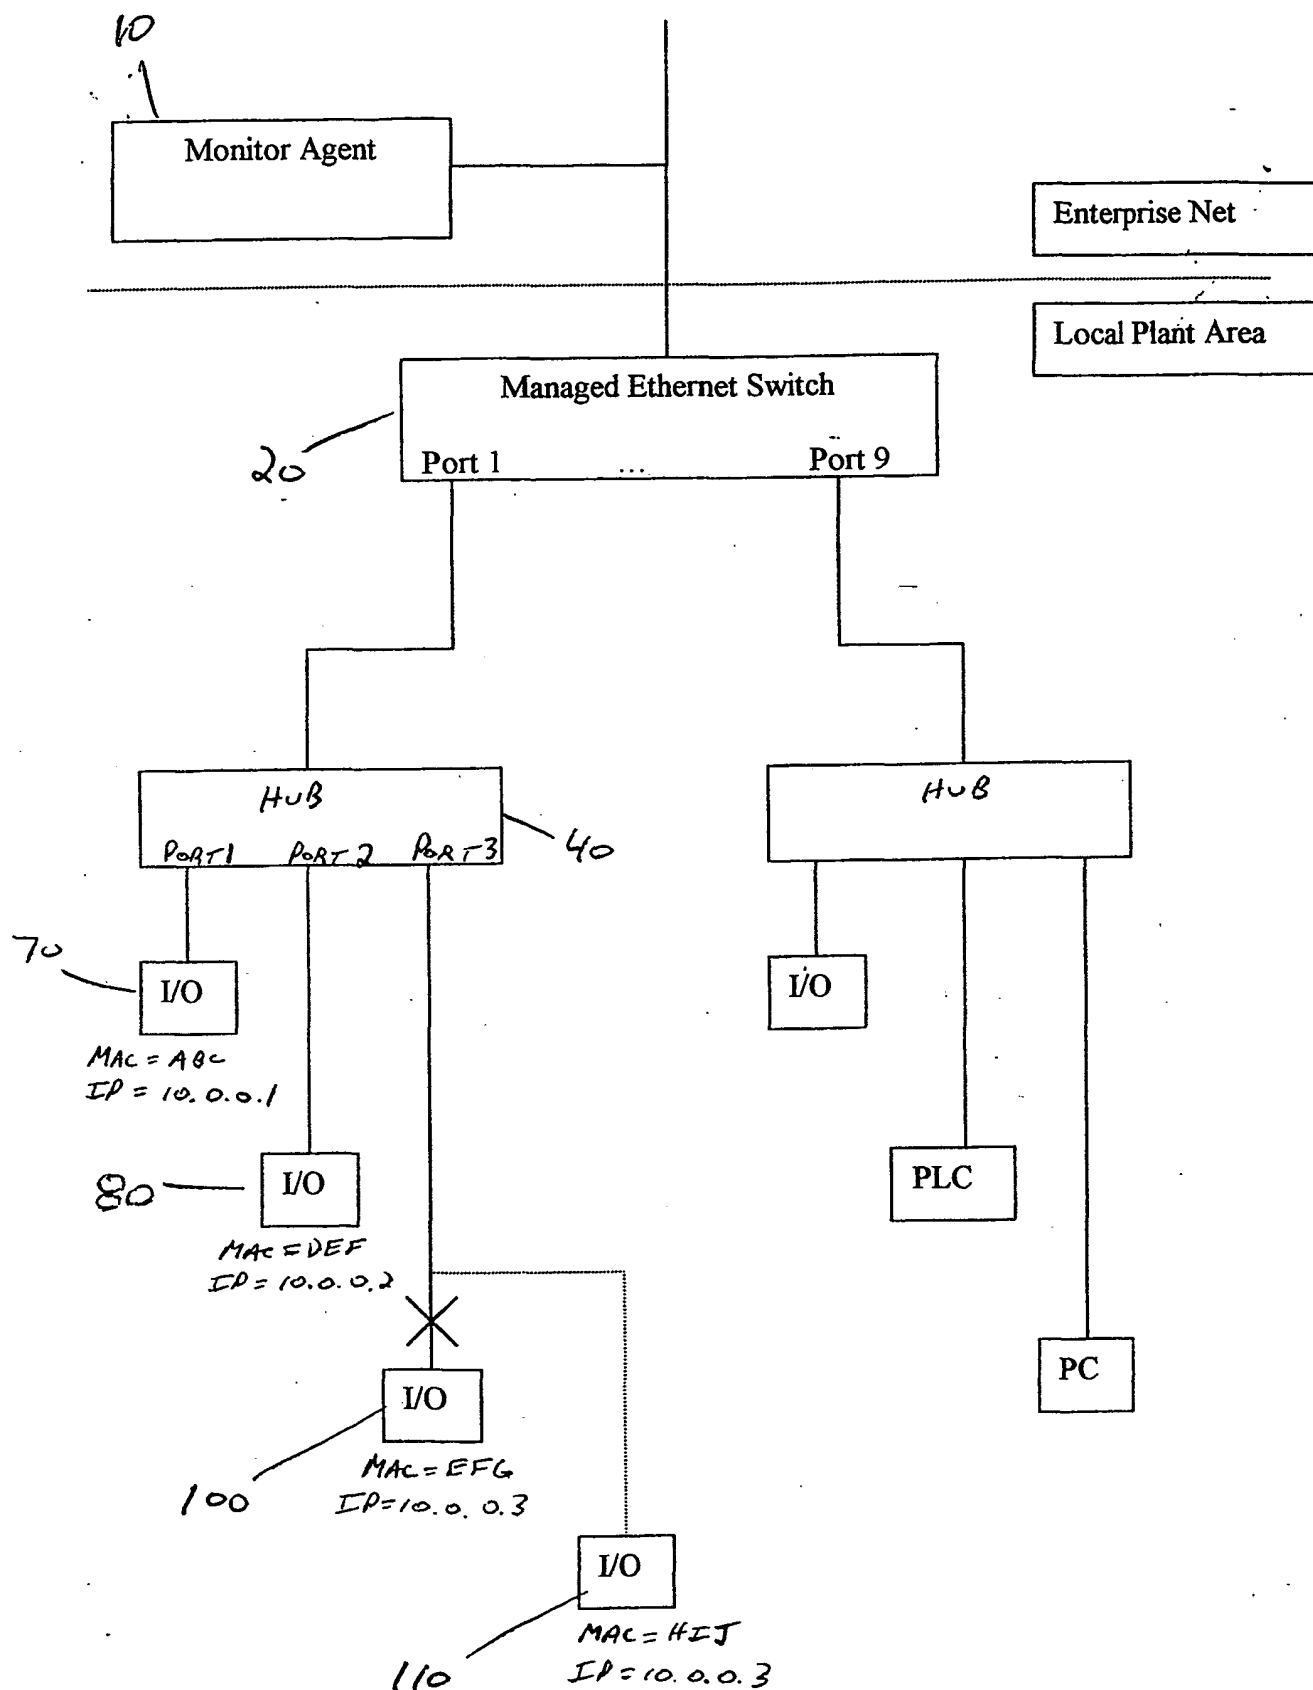 10
Monitor Agent
Enterprise Net
Local Plant Area
Managed Ethernet Switch
20
Port 1 ... Port 9
HUB
HUB
PORT1 PORT 2 PORT3
40
70
I/O
I/O
MAC = ABC
IP = 10.0.0.1
80
I/O
PLC
MAC = DEF
IP = 10.0.0.2
I/O
PC
100
MAC = EFG
IP=10.0.0.3
I/O
110
MAC = HIJ
IP = 10.0.0.3